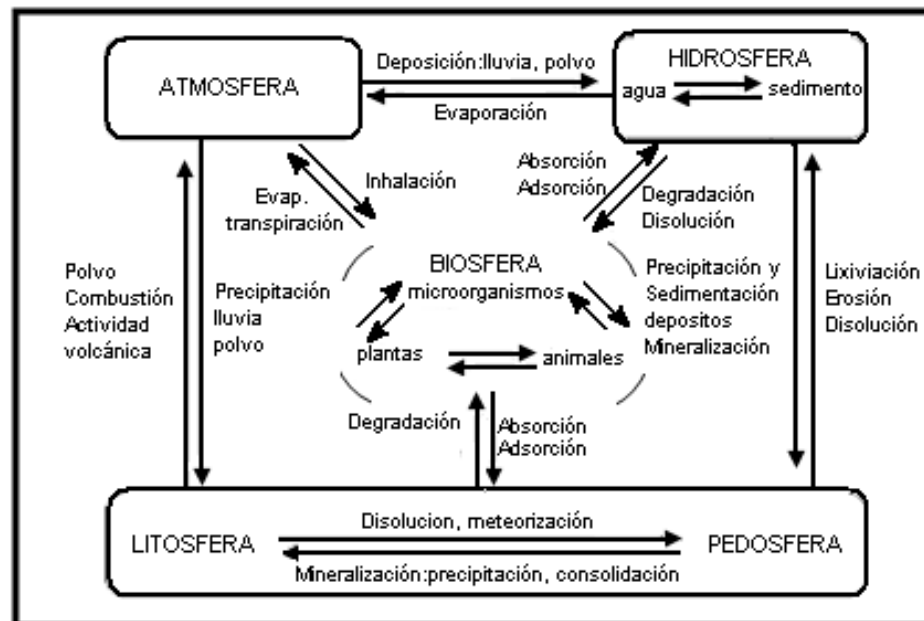 ATMOSFERA
Deposición:lluvia, polvo
Evaporación
HIDROSFERA
agua
sedimento
Evap.
transpiración
Inhalación
Absorción
Adsorción
Degradación
Disolución
Polvo
Combustión
Actividad
volcánica
Precipitación
lluvia
polvo
BIOSFERA
microorganismos
plantas
animales
Precipitación y
Sedimentación
depositos
Mineralización
Lixiviación
Erosión
Disolución
Degradación
Absorción
Adsorción
LITOSFERA
Disolucion, meteorización
Mineralización:precipitación, consolidación
PEDOSFERA